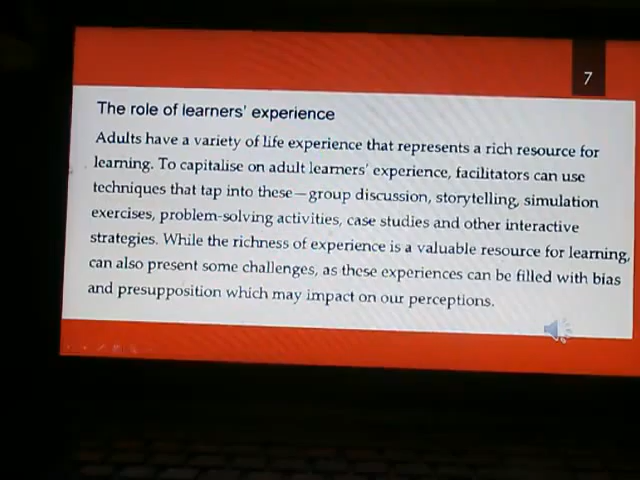 7
The role of learners' experience
Adults have a variety of life experience that represents a rich resource for
learning. To capitalise on adult learners' experience, facilitators can use
techniques that tap into these—group discussion, storytelling, simulation
exercises, problem-solving activities, case studies and other interactive
strategies. While the richness of experience is a valuable resource for learning,
can also present some challenges, as these experiences can be filled with bias
and presupposition which may impact on our perceptions.